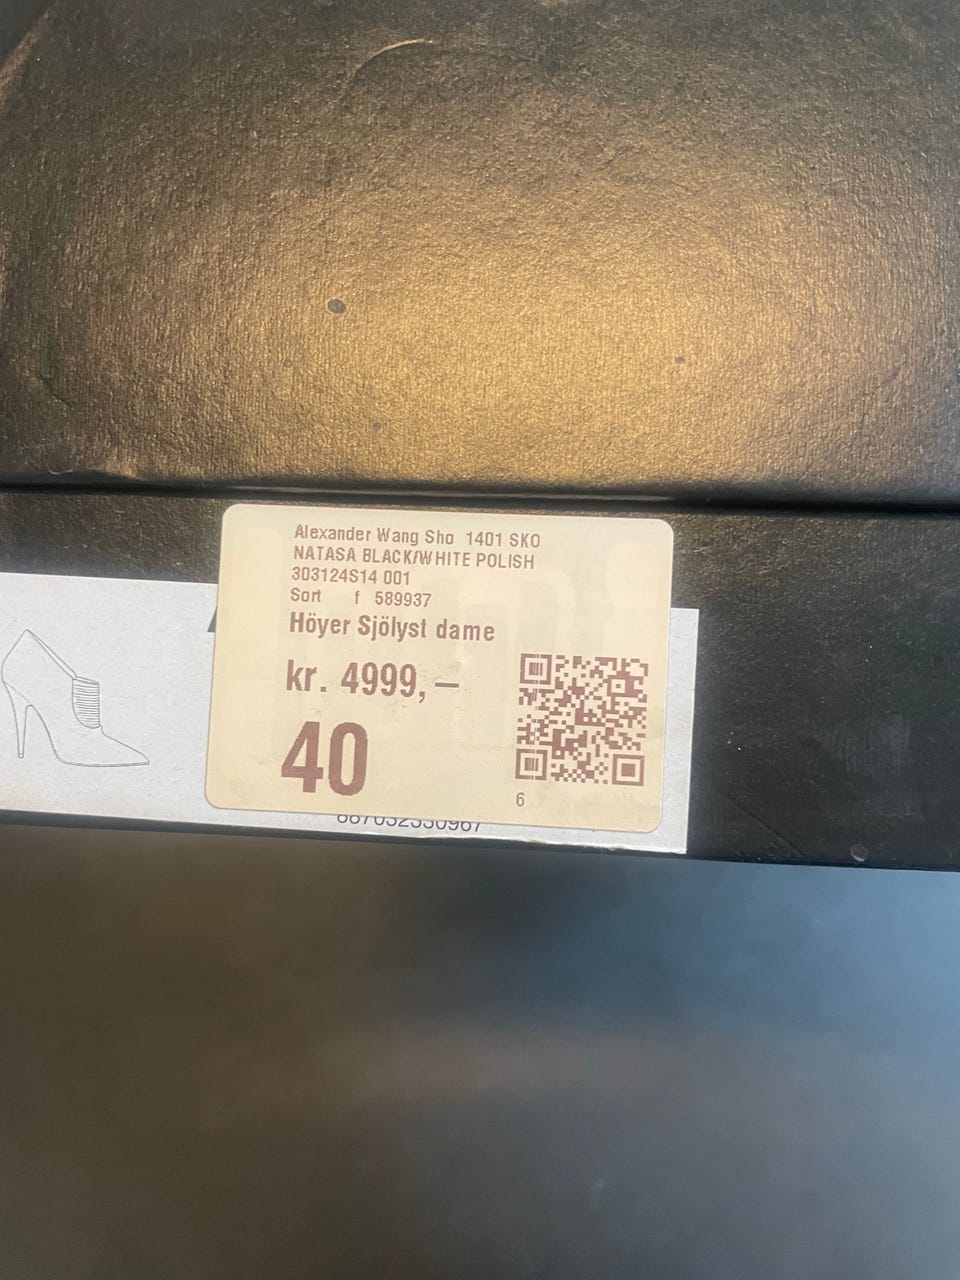 Alexander Wang Sho 1401 SKO
NATASA BLACK/WHITE POLISH
303124S14 001
Sort f 589937
Höyer Sjölyst dame
kr. 4999,–
40
6
887032330967